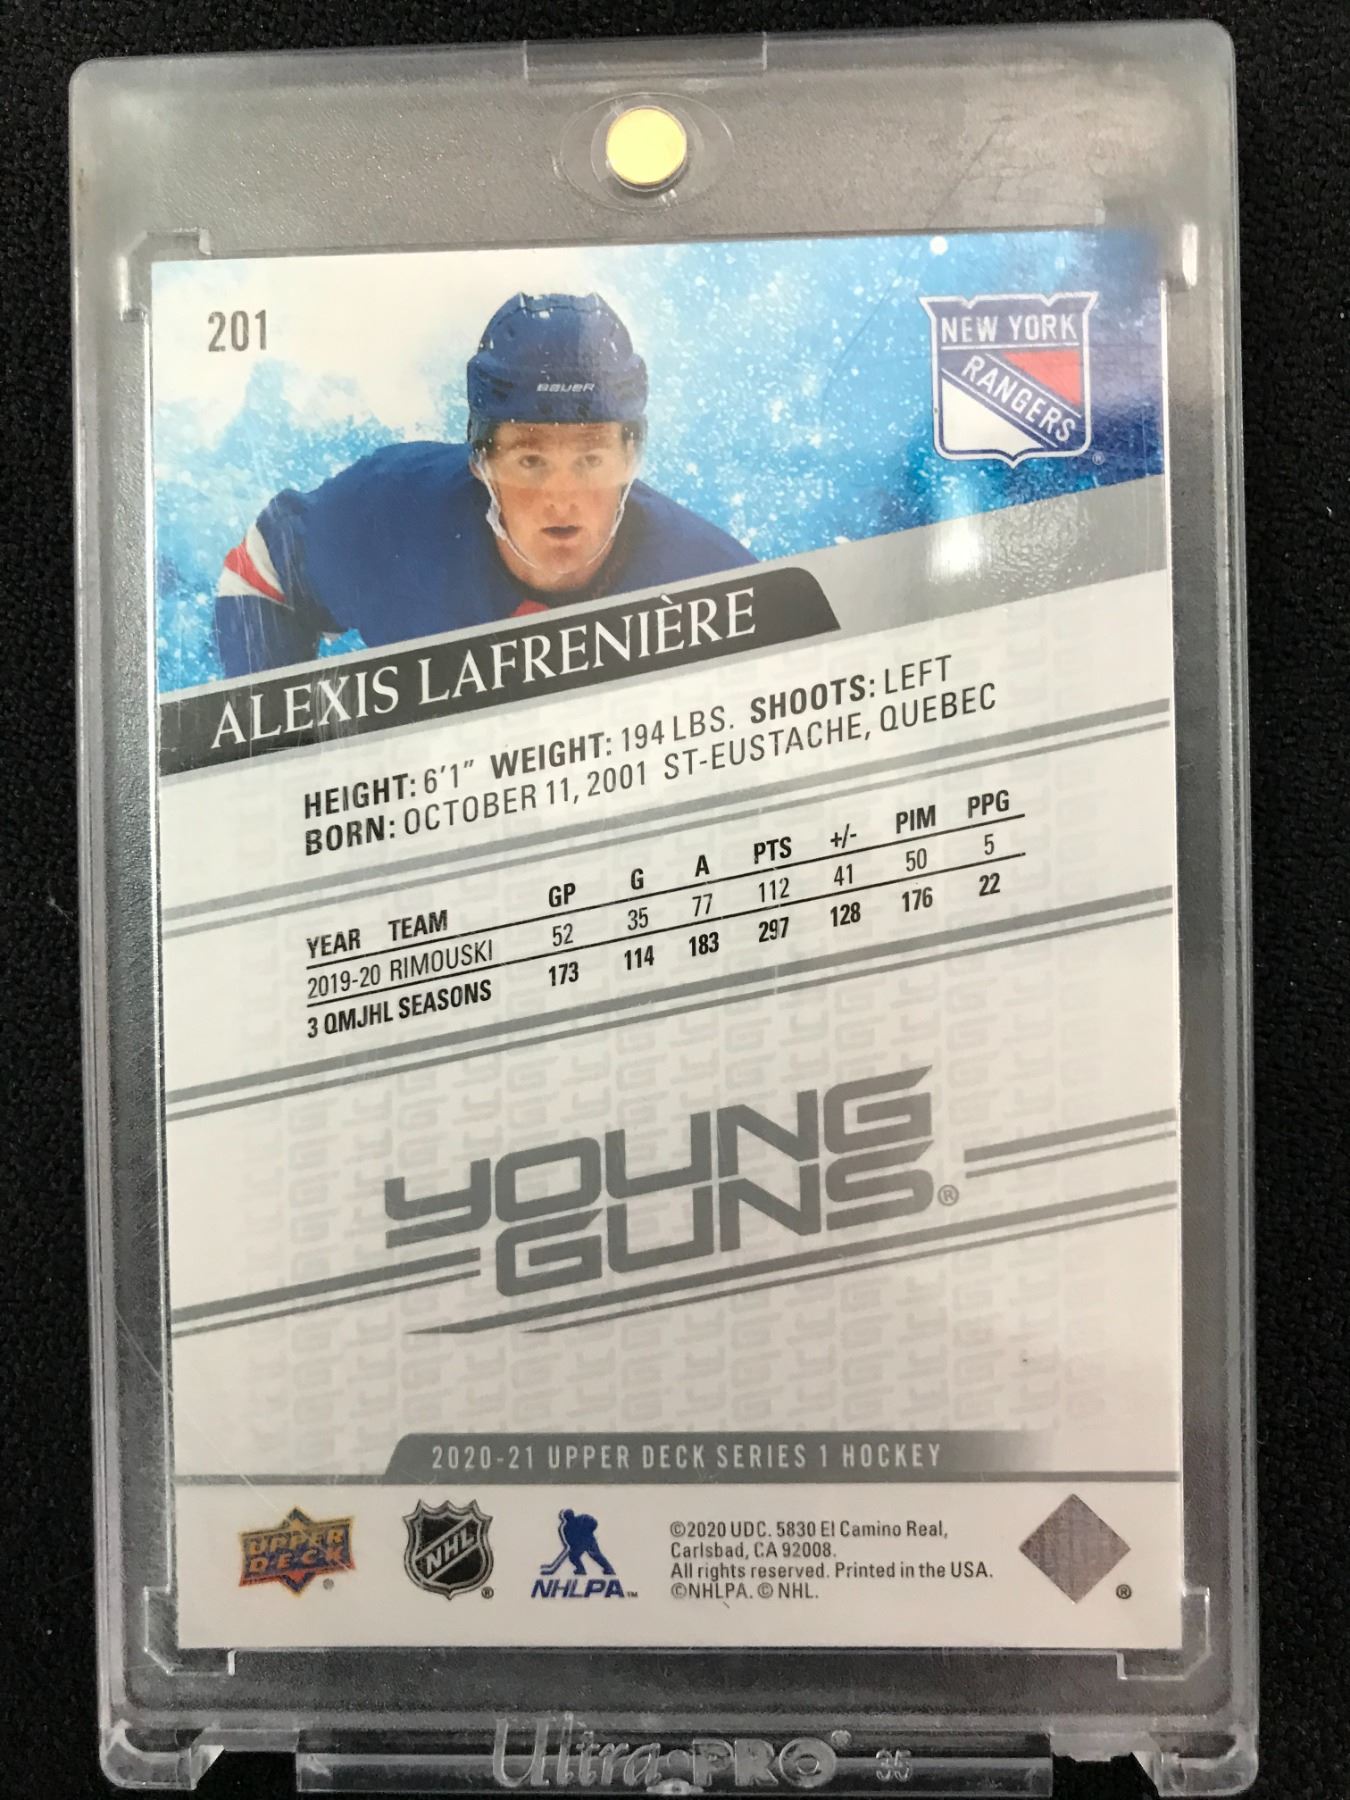 201
BAUER
NEW YORK
RANGERS
®
ALEXIS LAFRENIÈRE
HEIGHT: 6'1" WEIGHT: 194 LBS. SHOOTS: LEFT
BORN: OCTOBER 11, 2001 ST-EUSTACHE, QUEBEC
YEAR TEAM GP G A PTS +/- PIM PPG
2019-20 RIMOUSKI 52 35 77 112 41 50 5
3 QMJHL SEASONS 173 114 183 297 128 176 22
YOUNG
GUNS®
2020-21 UPPER DECK SERIES 1 HOCKEY
UPPER
DECK®
NHL®
NHLPA™
©2020 UDC. 5830 El Camino Real,
Carlsbad, CA 92008.
All rights reserved. Printed in the USA.
©NHLPA. © NHL.
®
Ultra PRO® 35